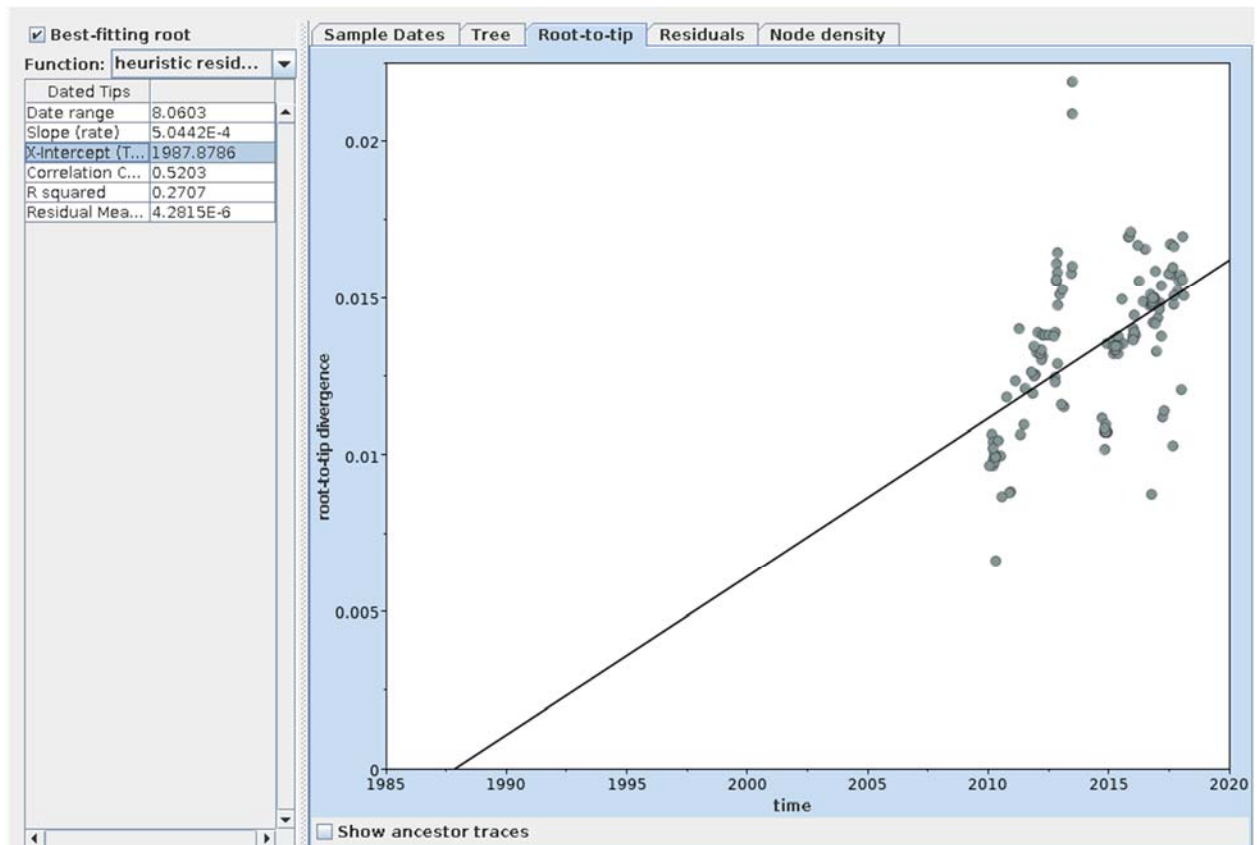 Best-fitting root
Function: heuristic resid...
Dated Tips
Date range 8.0603
Slope (rate) 5.0442E-4
X-Intercept (T... 1987.8786
Correlation C... 0.5203
R squared 0.2707
Residual Mea... 4.2815E-6
Sample Dates Tree Root-to-tip Residuals Node density
root-to-tip divergence
0.02
0.015
0.01
0.005
0
1985 1990 1995 2000 2005 2010 2015 2020
time
Show ancestor traces